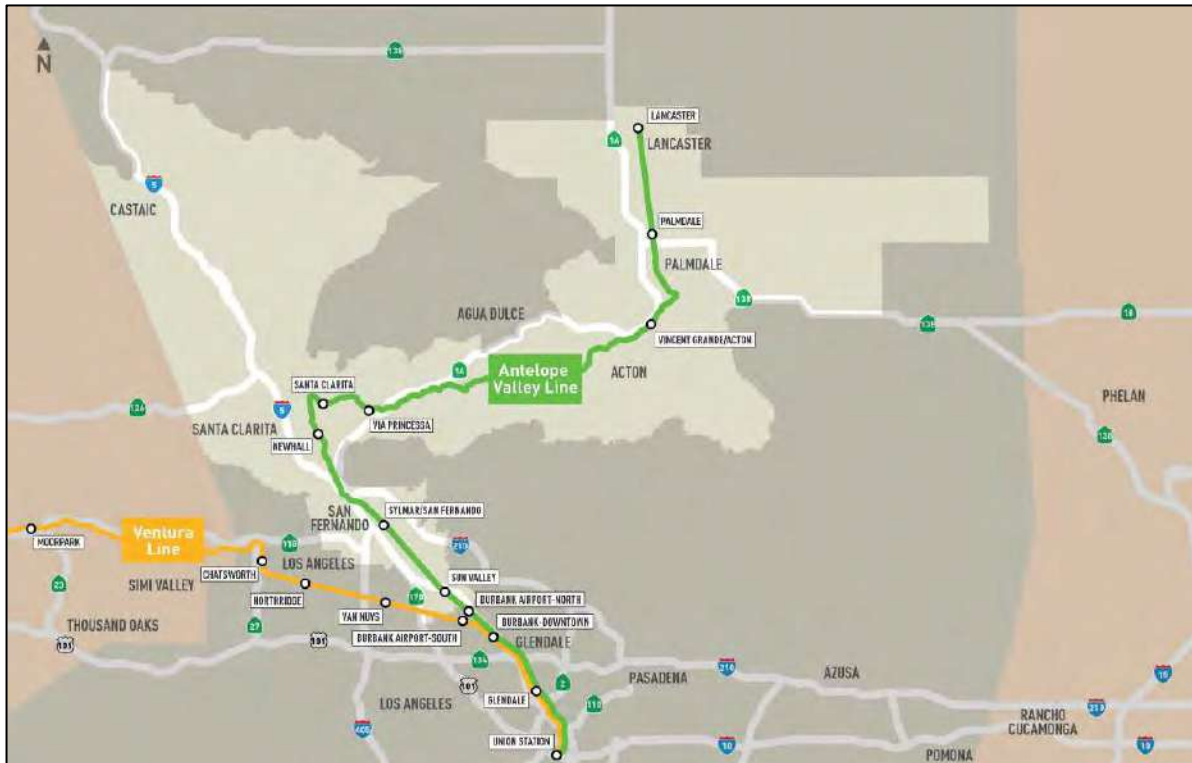 N
138
LANCASTER
14
LANCASTER
5
CASTAIC
PALMDALE
PALMDALE
138
AGUA DULCE
138
18
VINCENT GRANDE/ACTON
14
Antelope
Valley Line
ACTON
SANTA CLARITA
PHELAN
126
5
VIA PRINCESSA
SANTA CLARITA
NEWHALL
138
SAN
FERNANDO
SYLMAR/SAN FERNANDO
Ventura
Line
MOORPARK
118
210
LOS ANGELES
CHATSWORTH
SIMI VALLEY
SUN VALLEY
23
NORTHRIDGE
170
BURBANK AIRPORT-NORTH
VAN NUYS
BURBANK-DOWNTOWN
THOUSAND OAKS
27
BURBANK AIRPORT-SOUTH
GLENDALE
101
101
134
210
AZUSA
PASADENA
101
2
15
GLENDALE
LOS ANGELES
110
210
RANCHO
CUCAMONGA
405
UNION STATION
10
10
POMONA